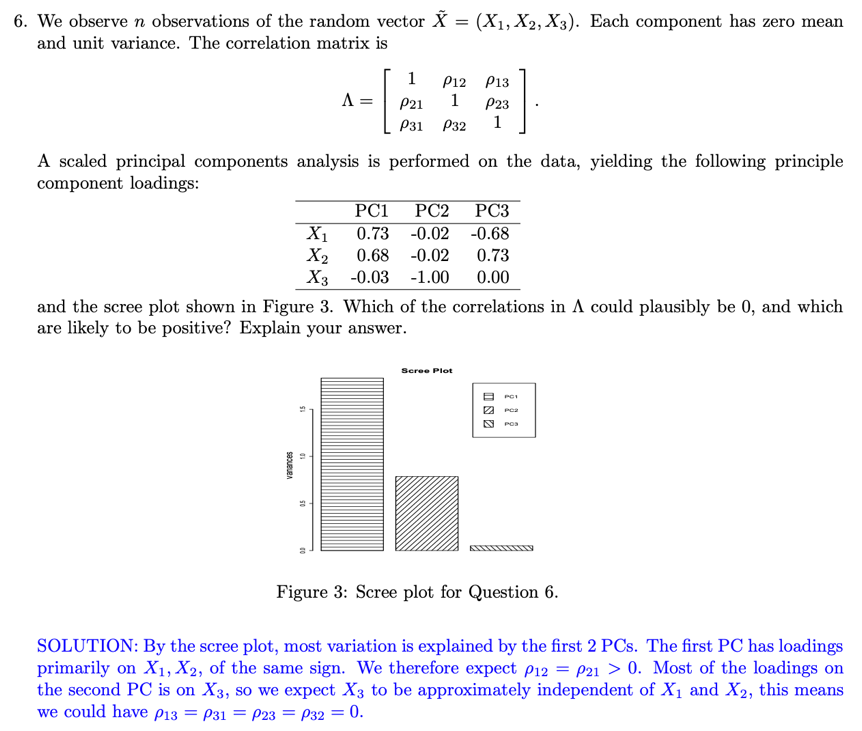 6. We observe n observations of the random vector X̃ = (X₁, X₂, X₃). Each component has zero mean
and unit variance. The correlation matrix is
Λ = [ 1 ρ₁₂ ρ₁₃
ρ₂₁ 1 ρ₂₃
ρ₃₁ ρ₃₂ 1 ] .
A scaled principal components analysis is performed on the data, yielding the following principle
component loadings:
PC1 PC2 PC3
X₁ 0.73 -0.02 -0.68
X₂ 0.68 -0.02 0.73
X₃ -0.03 -1.00 0.00
and the scree plot shown in Figure 3. Which of the correlations in Λ could plausibly be 0, and which
are likely to be positive? Explain your answer.
Scree Plot
PC1
PC2
PC3
variances
1.5
1.0
0.5
0.0
Figure 3: Scree plot for Question 6.
SOLUTION: By the scree plot, most variation is explained by the first 2 PCs. The first PC has loadings
primarily on X₁, X₂, of the same sign. We therefore expect ρ₁₂ = ρ₂₁ > 0. Most of the loadings on
the second PC is on X₃, so we expect X₃ to be approximately independent of X₁ and X₂, this means
we could have ρ₁₃ = ρ₃₁ = ρ₂₃ = ρ₃₂ = 0.